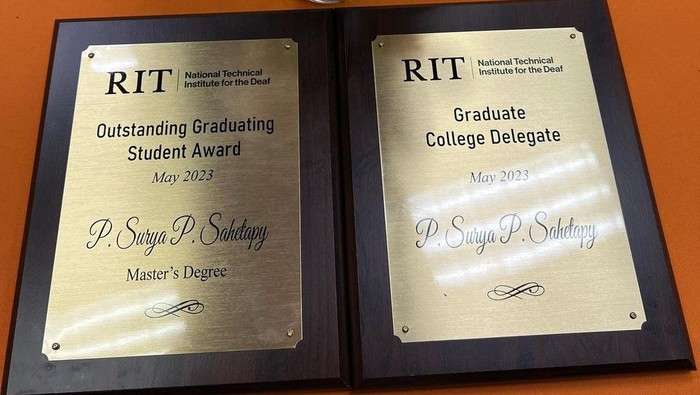 RIT National Technical
Institute for the Deaf
Outstanding Graduating
Student Award
May 2023
P. Surya P. Sahetapy
Master's Degree
RIT National Technical
Institute for the Deaf
Graduate
College Delegate
May 2023
P. Surya P. Sahetapy